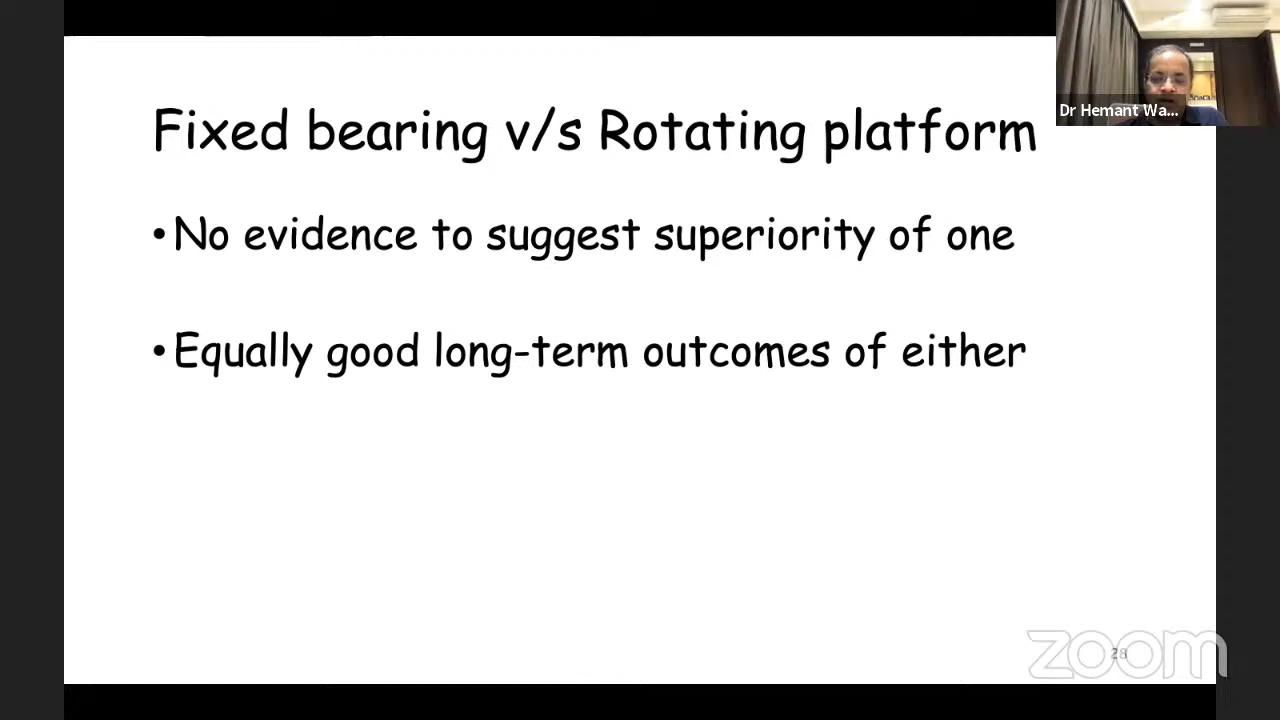 Dr Hemant Wa...
Fixed bearing v/s Rotating platform
•No evidence to suggest superiority of one
•Equally good long-term outcomes of either
28
zoom